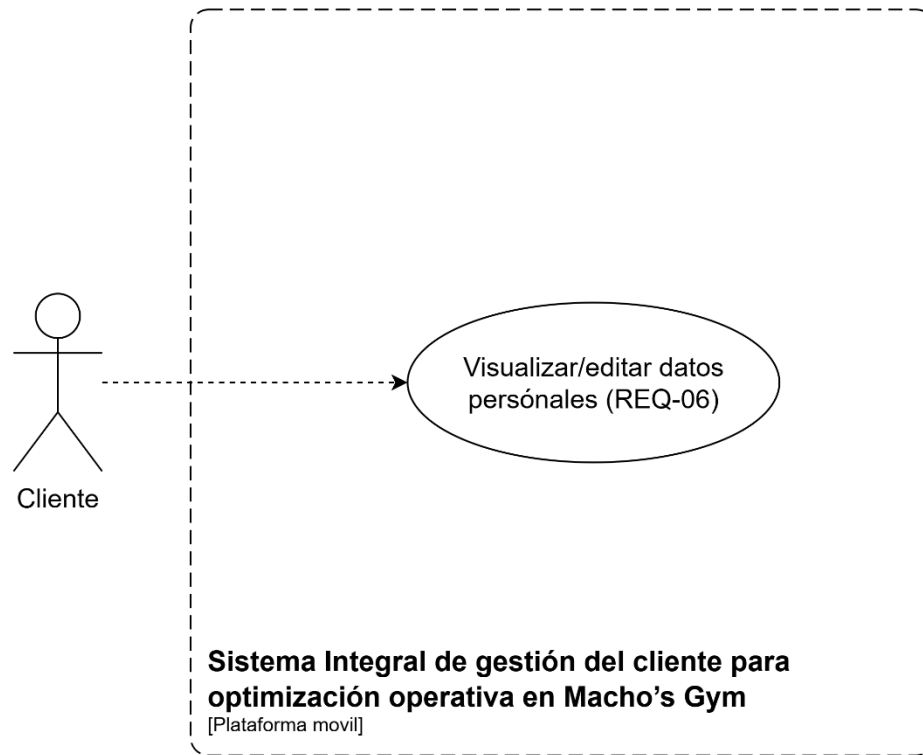 Visualizar/editar datos
persónales (REQ-06)
Cliente
Sistema Integral de gestión del cliente para
optimización operativa en Macho’s Gym
[Plataforma movil]